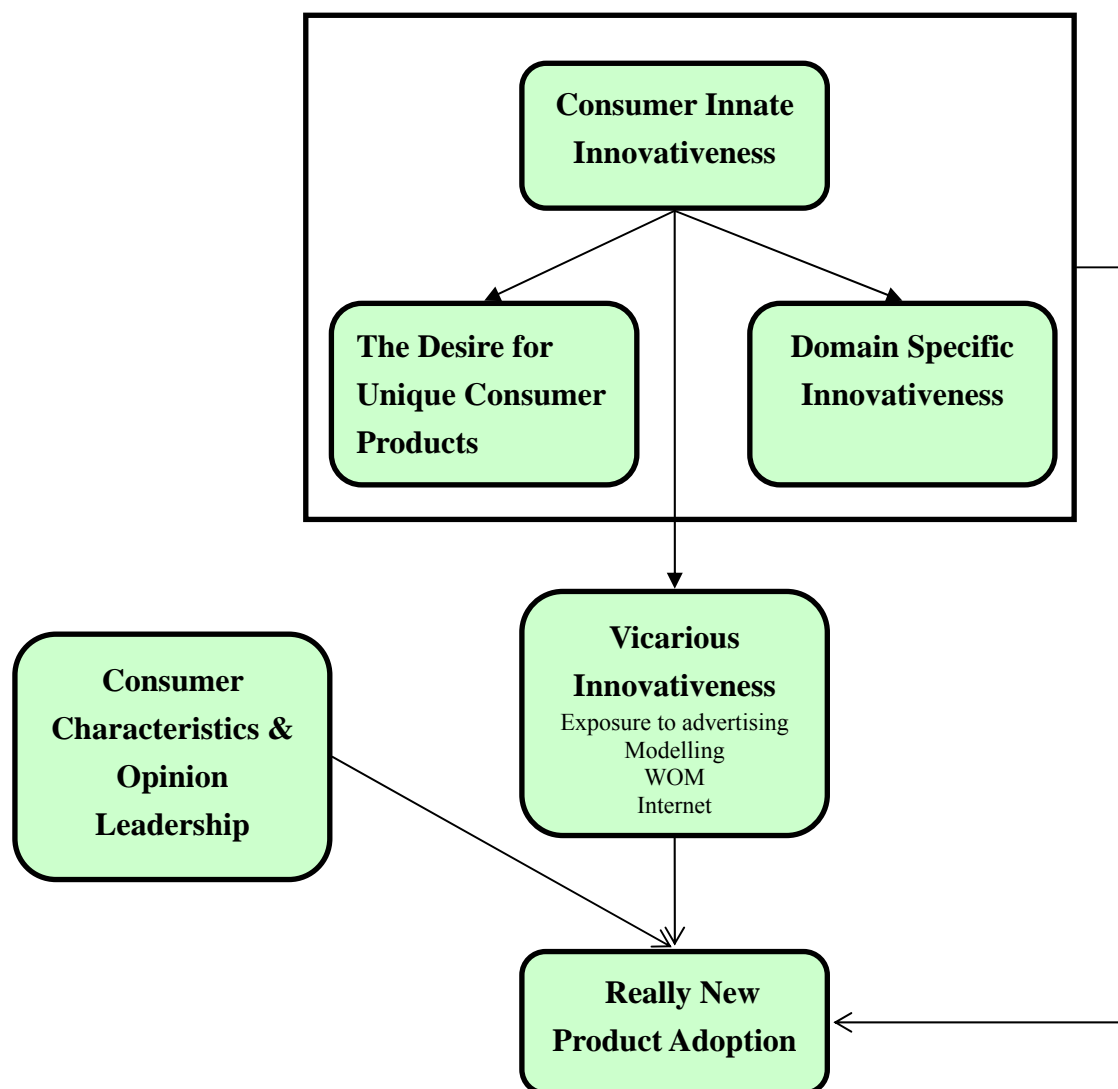 Consumer Innate
Innovativeness
The Desire for
Unique Consumer
Products
Domain Specific
Innovativeness
Vicarious
Innovativeness
Exposure to advertising
Modelling
WOM
Internet
Consumer
Characteristics &
Opinion
Leadership
Really New
Product Adoption